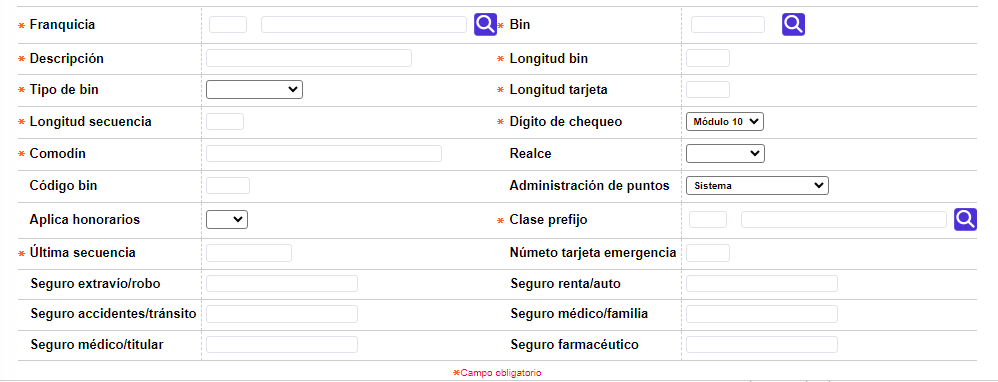 * Franquicia * Bin
* Descripción * Longitud bin
* Tipo de bin * Longitud tarjeta
* Longitud secuencia * Dígito de chequeo Módulo 10
* Comodín Realce
Código bin Administración de puntos Sistema
Aplica honorarios * Clase prefijo
* Última secuencia Númeto tarjeta emergencia
Seguro extravío/robo Seguro renta/auto
Seguro accidentes/tránsito Seguro médico/familia
Seguro médico/titular Seguro farmacéutico
*Campo obligatorio